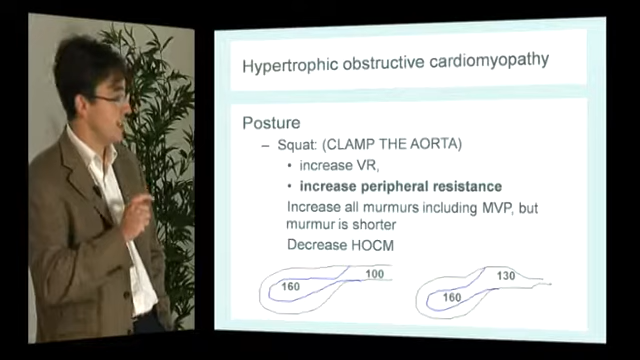 Hypertrophic obstructive cardiomyopathy
Posture
– Squat: (CLAMP THE AORTA)
• increase VR,
• increase peripheral resistance
Increase all murmurs including MVP, but
murmur is shorter
Decrease HOCM
160 100
160 130